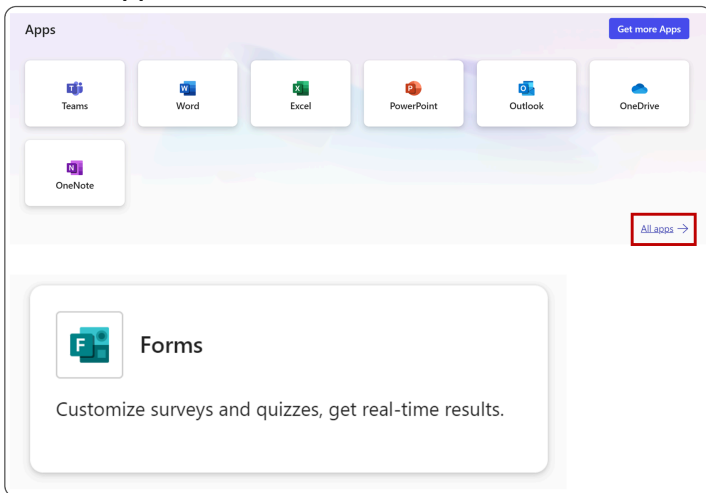 Apps
Get more Apps
Teams
Word
Excel
PowerPoint
Outlook
OneDrive
OneNote
All apps →
Forms
Customize surveys and quizzes, get real-time results.